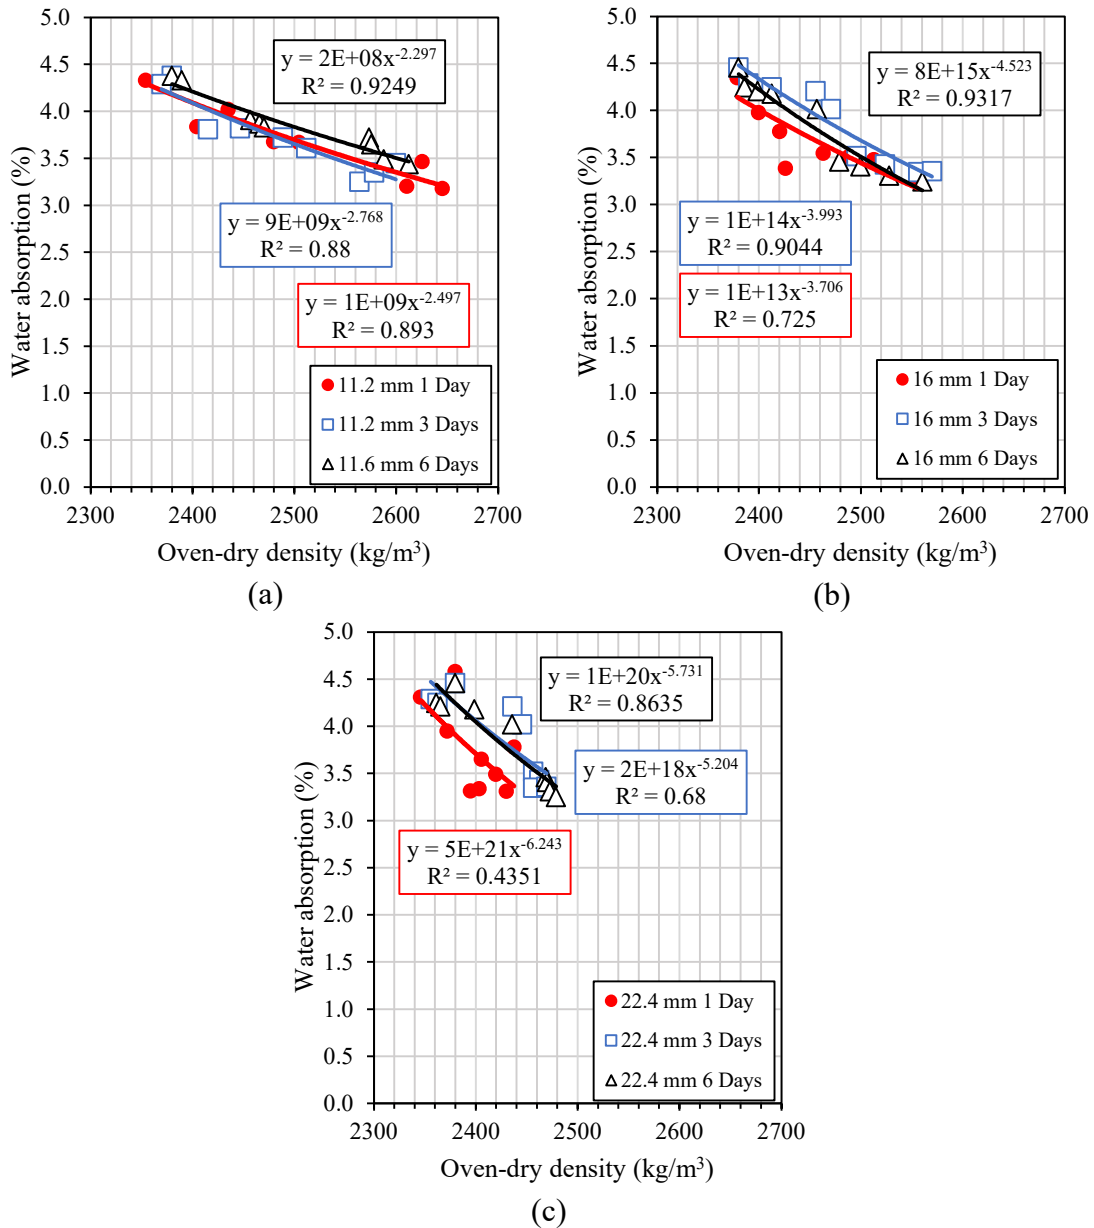 5.0
4.5
4.0
3.5
3.0
2.5
2.0
1.5
1.0
0.5
0.0
Water absorption (%)
y = 2E+08x^-2.297
R² = 0.9249
y = 9E+09x^-2.768
R² = 0.88
y = 1E+09x^-2.497
R² = 0.893
11.2 mm 1 Day
11.2 mm 3 Days
11.6 mm 6 Days
2300 2400 2500 2600 2700
Oven-dry density (kg/m³)
(a)
5.0
4.5
4.0
3.5
3.0
2.5
2.0
1.5
1.0
0.5
0.0
Water absorption (%)
y = 8E+15x^-4.523
R² = 0.9317
y = 1E+14x^-3.993
R² = 0.9044
y = 1E+13x^-3.706
R² = 0.725
16 mm 1 Day
16 mm 3 Days
16 mm 6 Days
2300 2400 2500 2600 2700
Oven-dry density (kg/m³)
(b)
5.0
4.5
4.0
3.5
3.0
2.5
2.0
1.5
1.0
0.5
0.0
Water absorption (%)
y = 1E+20x^-5.731
R² = 0.8635
y = 2E+18x^-5.204
R² = 0.68
y = 5E+21x^-6.243
R² = 0.4351
22.4 mm 1 Day
22.4 mm 3 Days
22.4 mm 6 Days
2300 2400 2500 2600 2700
Oven-dry density (kg/m³)
(c)